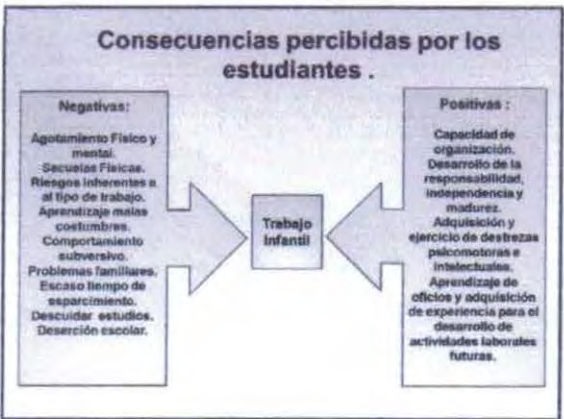 Consecuencias percibidas por los
estudiantes .
Negativas:
Agotamiento Físico y
mental.
Secuelas Físicas.
Riesgos inherentes a
al tipo de trabajo.
Aprendizaje malas
costumbres.
Comportamiento
subversivo.
Problemas familiares.
Escaso tiempo de
esparcimiento.
Descuidar estudios.
Deserción escolar.
Trabajo
Infantil
Positivas :
Capacidad de
organización.
Desarrollo de la
responsabilidad,
independencia y
madurez.
Adquisición y
ejercicio de destrezas
psicomotoras e
intelectuales.
Aprendizaje de
oficios y adquisición
de experiencia para el
desarrollo de
actividades laborales
futuras.